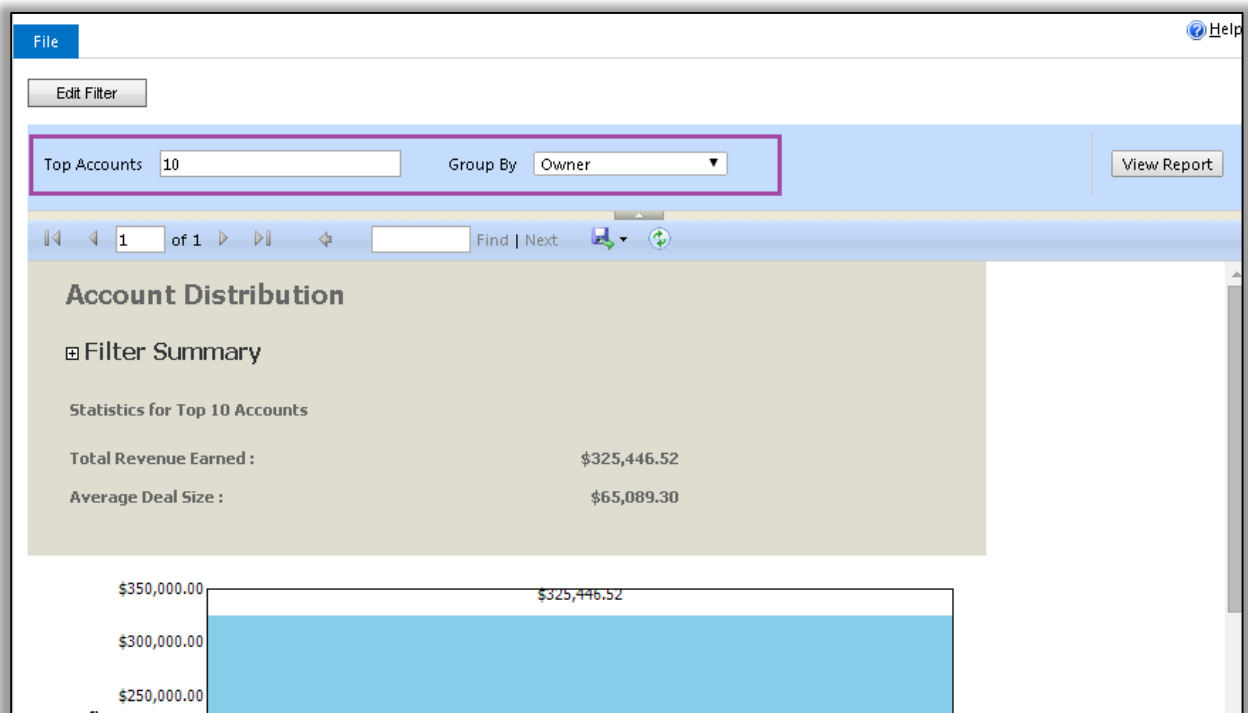 File
Help
Edit Filter
Top Accounts 10 Group By Owner View Report
1 of 1 Find | Next
Account Distribution
Filter Summary
Statistics for Top 10 Accounts
Total Revenue Earned : $325,446.52
Average Deal Size : $65,089.30
$350,000.00
$325,446.52
$300,000.00
$250,000.00